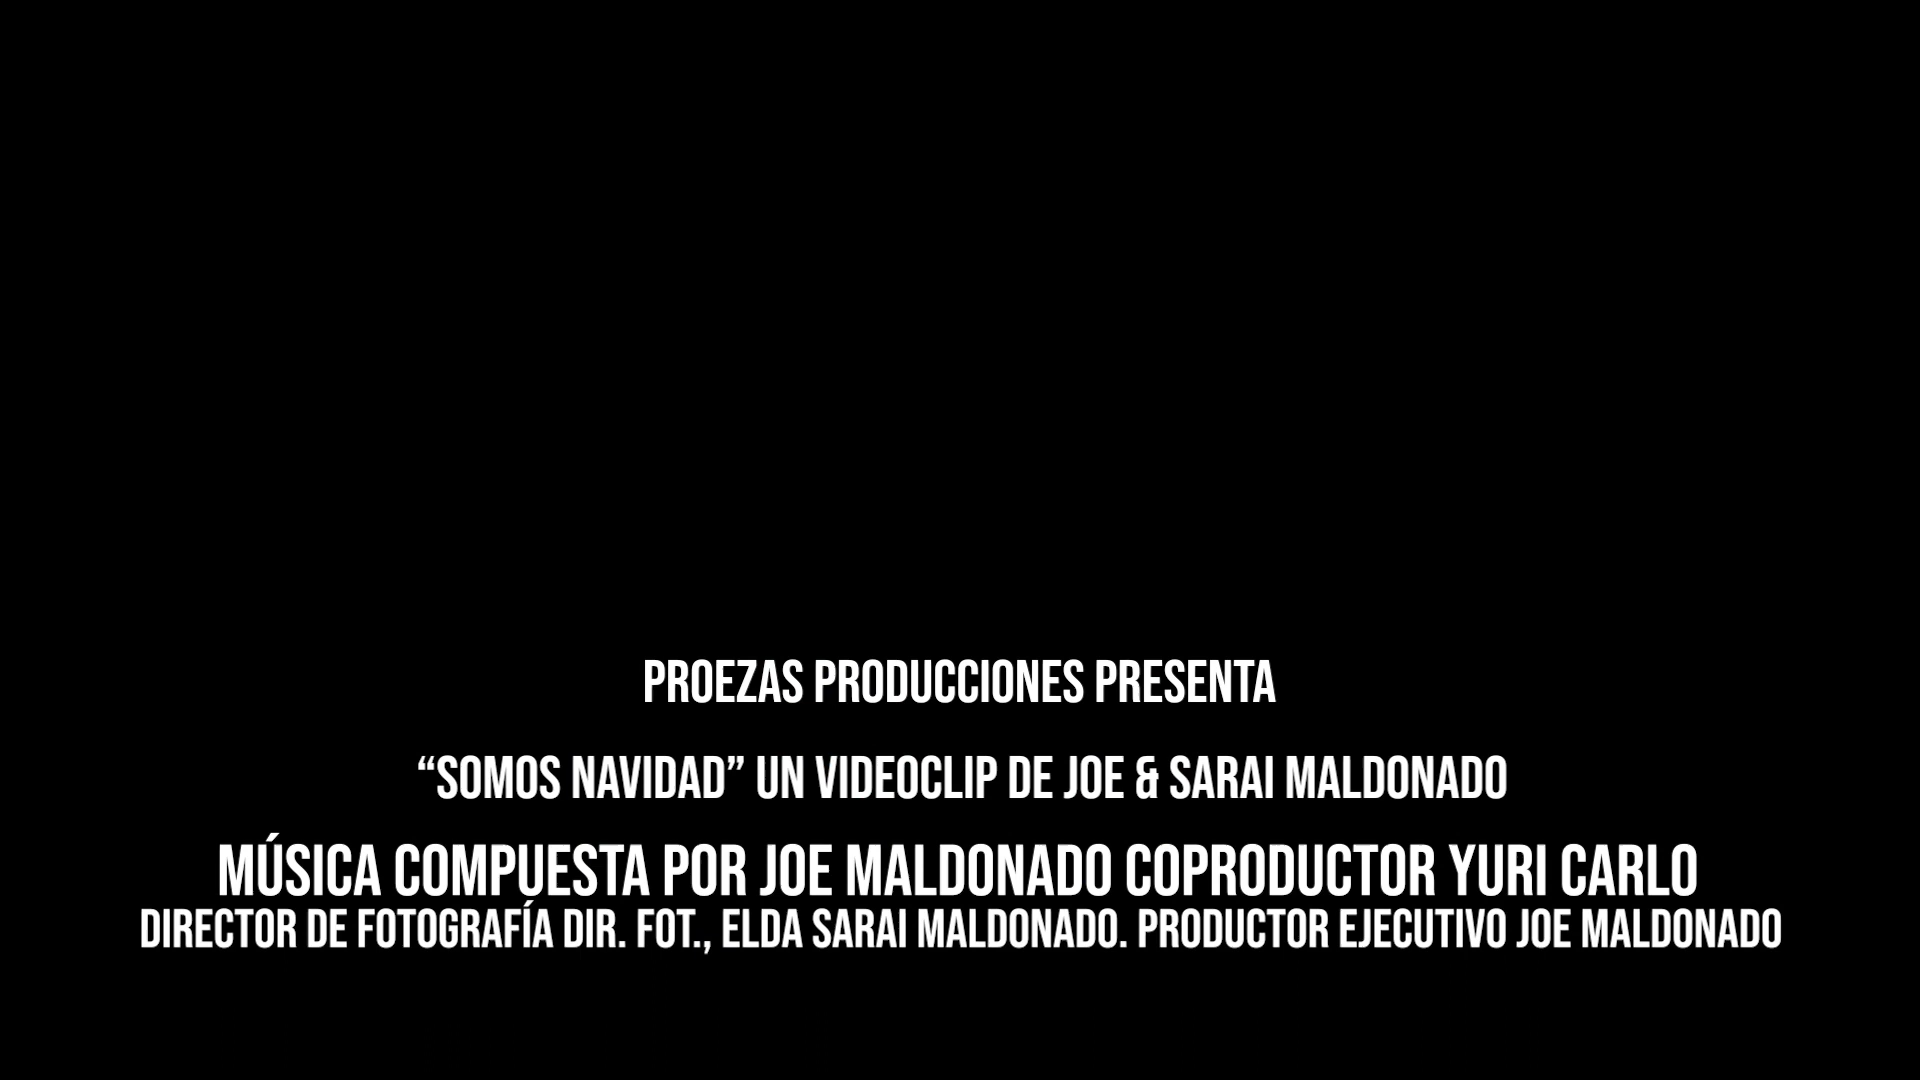 PROEZAS PRODUCCIONES PRESENTA
“SOMOS NAVIDAD” UN VIDEOCLIP DE JOE & SARAI MALDONADO
MÚSICA COMPUESTA POR JOE MALDONADO COPRODUCTOR YURI CARLO
DIRECTOR DE FOTOGRAFÍA DIR. FOT., ELDA SARAI MALDONADO. PRODUCTOR EJECUTIVO JOE MALDONADO